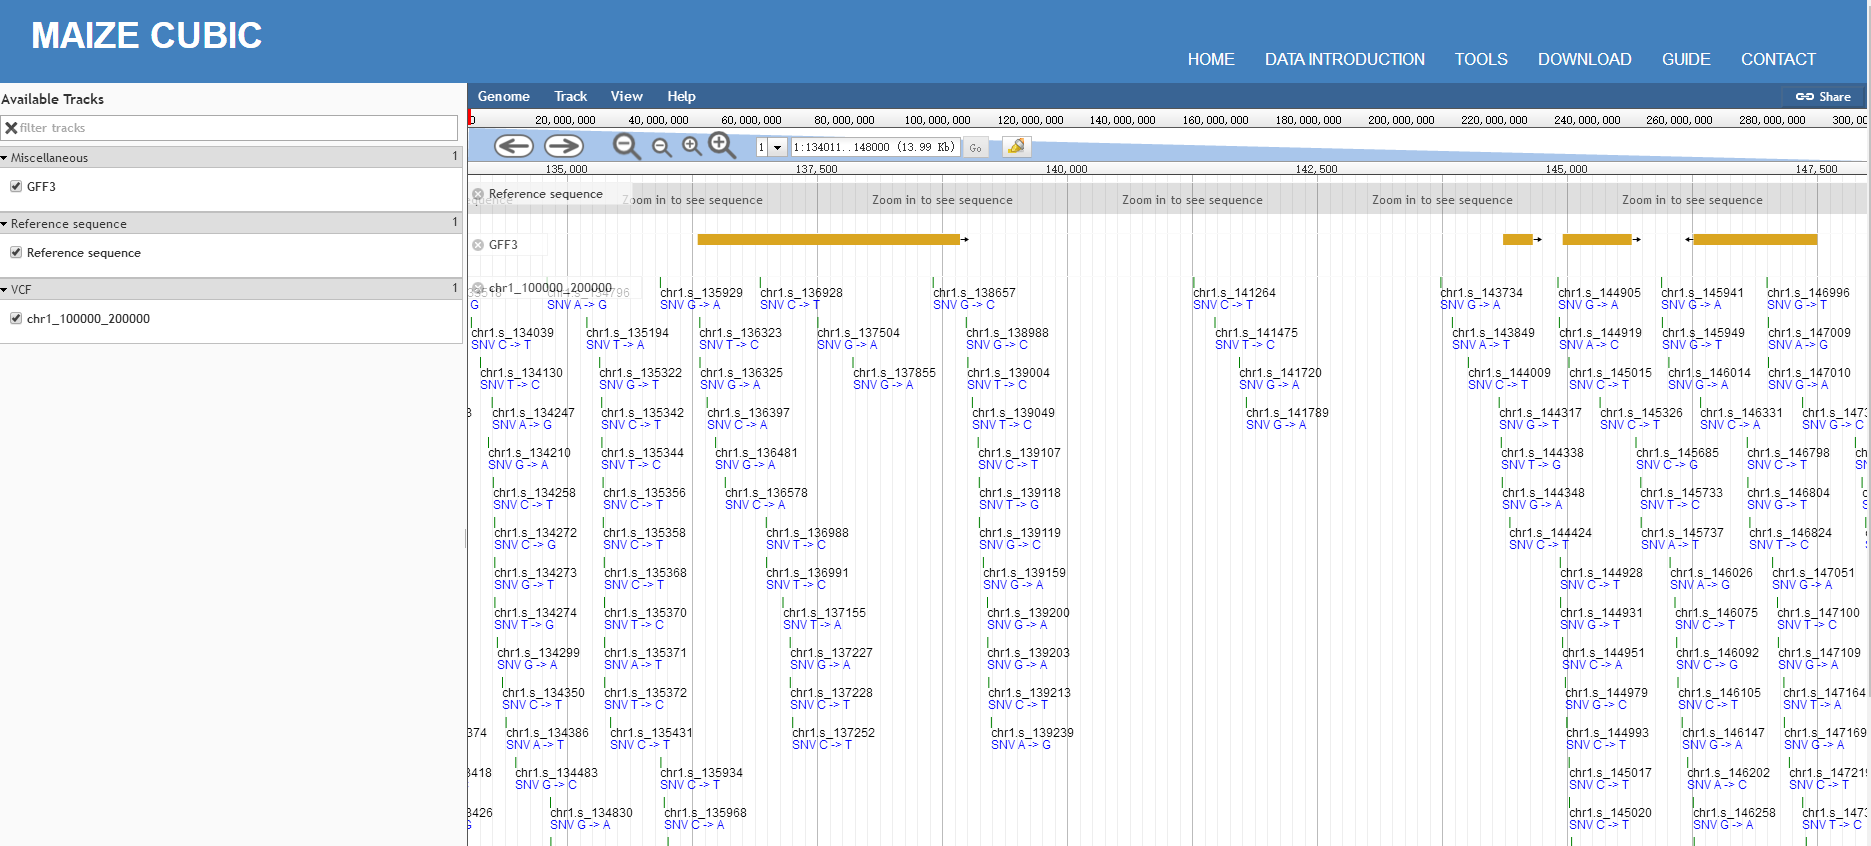 MAIZE CUBIC
HOME DATA INTRODUCTION TOOLS DOWNLOAD GUIDE CONTACT
Available Tracks
filter tracks
Miscellaneous 1
GFF3
Reference sequence 1
Reference sequence
VCF 1
chr1_100000_200000
Genome Track View Help Share
0 20,000,000 40,000,000 60,000,000 80,000,000 100,000,000 120,000,000 140,000,000 160,000,000 180,000,000 200,000,000 220,000,000 240,000,000 260,000,000 280,000,000 300,0
1 1:134011..148000 (13.99 Kb) Go
135,000 137,500 140,000 142,500 145,000 147,500
Reference sequence Zoom in to see sequence Zoom in to see sequence Zoom in to see sequence Zoom in to see sequence Zoom in to see sequence
GFF3
chr1_100000_200000
chr1.s_134796 chr1.s_135929 chr1.s_136928 chr1.s_138657 chr1.s_141264 chr1.s_143734 chr1.s_144905 chr1.s_145941 chr1.s_146996
G SNV A -> G SNV G -> A SNV C -> T SNV G -> C SNV C -> T SNV G -> A SNV C -> A SNV G -> A SNV G -> T
chr1.s_134039 chr1.s_135194 chr1.s_136323 chr1.s_137504 chr1.s_138988 chr1.s_141475 chr1.s_143849 chr1.s_144919 chr1.s_145949 chr1.s_147009
SNV C -> T SNV T -> A SNV T -> C SNV G -> A SNV G -> C SNV T -> C SNV A -> T SNV A -> C SNV G -> T SNV A -> G
chr1.s_134130 chr1.s_135322 chr1.s_136325 chr1.s_137855 chr1.s_139004 chr1.s_141720 chr1.s_144009 chr1.s_145015 chr1.s_146014 chr1.s_147010
SNV T -> C SNV G -> T SNV G -> A SNV G -> A SNV T -> C SNV G -> A SNV C -> T SNV C -> T SNV G -> A SNV G -> A
3 chr1.s_134247 chr1.s_135342 chr1.s_136397 chr1.s_139049 chr1.s_141789 chr1.s_144317 chr1.s_145326 chr1.s_146331 chr1.s_147
SNV A -> G SNV C -> T SNV C -> A SNV T -> C SNV G -> A SNV G -> T SNV C -> T SNV C -> A SNV G -> C
chr1.s_134210 chr1.s_135344 chr1.s_136481 chr1.s_139107 chr1.s_144338 chr1.s_145685 chr1.s_146798 ch
SNV G -> A SNV T -> C SNV G -> A SNV C -> T SNV T -> G SNV C -> G SNV C -> T SN
chr1.s_134258 chr1.s_135356 chr1.s_136578 chr1.s_139118 chr1.s_144348 chr1.s_145733 chr1.s_146804 c
SNV C -> T SNV C -> T SNV C -> A SNV T -> G SNV G -> A SNV T -> C SNV G -> T S
chr1.s_134272 chr1.s_135358 chr1.s_136988 chr1.s_139119 chr1.s_144424 chr1.s_145737 chr1.s_146824
SNV C -> G SNV C -> T SNV T -> C SNV G -> C SNV C -> T SNV A -> T SNV T -> C
chr1.s_134273 chr1.s_135368 chr1.s_136991 chr1.s_139159 chr1.s_144928 chr1.s_146026 chr1.s_147051
SNV G -> T SNV C -> T SNV T -> C SNV G -> A SNV C -> T SNV A -> G SNV G -> A
chr1.s_134274 chr1.s_135370 chr1.s_137155 chr1.s_139200 chr1.s_144931 chr1.s_146075 chr1.s_147100
SNV T -> G SNV T -> C SNV T -> A SNV G -> A SNV G -> T SNV C -> T SNV T -> C
chr1.s_134299 chr1.s_135371 chr1.s_137227 chr1.s_139203 chr1.s_144951 chr1.s_146092 chr1.s_147109
SNV G -> A SNV A -> T SNV G -> A SNV G -> A SNV C -> A SNV C -> G SNV G -> A
chr1.s_134350 chr1.s_135372 chr1.s_137228 chr1.s_139213 chr1.s_144979 chr1.s_146105 chr1.s_147164
SNV C -> T SNV T -> C SNV C -> T SNV C -> T SNV G -> C SNV C -> T SNV T -> A
374 chr1.s_134386 chr1.s_135431 chr1.s_137252 chr1.s_139239 chr1.s_144993 chr1.s_146147 chr1.s_147169
SNV A -> T SNV C -> T SNV C -> T SNV A -> G SNV C -> T SNV G -> A SNV G -> A
3418 chr1.s_134483 chr1.s_135934 chr1.s_145017 chr1.s_146202 chr1.s_14721
SNV G -> C SNV C -> T SNV C -> T SNV A -> C SNV C -> T
3426 chr1.s_134830 chr1.s_135968 chr1.s_145020 chr1.s_146258 chr1.s_147
G SNV G -> A SNV C -> A SNV C -> T SNV G -> A SNV T -> C